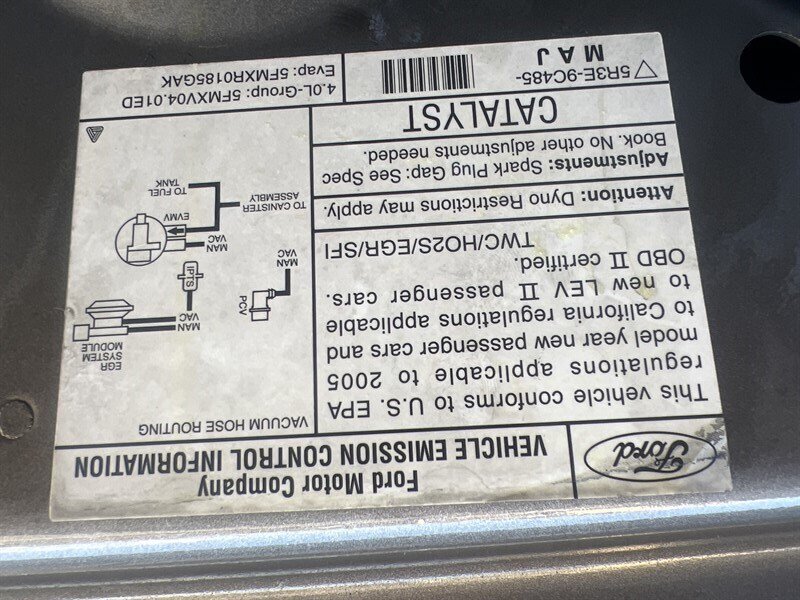 Ford
Ford Motor Company
VEHICLE EMISSION CONTROL INFORMATION
This vehicle conforms to U.S. EPA
regulations applicable to 2005
model year new passenger cars and
to California regulations applicable
to new LEV II passenger cars.
OBD II certified.
TWC/HO2S/EGR/SFI
Attention: Dyno Restrictions may apply.
Adjustments: Spark Plug Gap: See Spec
Book. No other adjustments needed.
CATALYST
5R3E-9C485-
M A J
4.0L-Group: 5FMXV04.01ED
Evap: 5FMXR0185GAK
VACUUM HOSE ROUTING
EGR
SYSTEM
MODULE
MAN
VAC
IPTS
PCV
MAN
VAC
MAN
VAC
EVMV
TO CANISTER
ASSEMBLY
TO FUEL
TANK